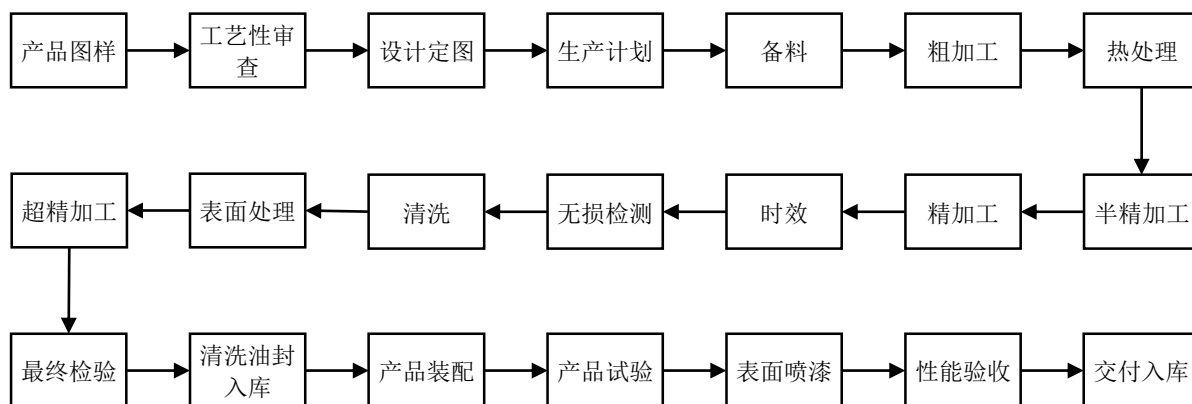 产品图样
工艺性审
查
设计定图
生产计划
备料
粗加工
热处理
半精加工
精加工
时效
无损检测
清洗
表面处理
超精加工
最终检验
清洗油封
入库
产品装配
产品试验
表面喷漆
性能验收
交付入库